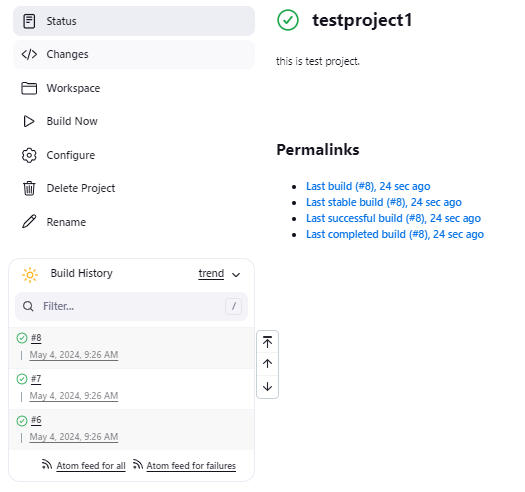 Status
Changes
Workspace
Build Now
Configure
Delete Project
Rename
testproject1
this is test project.
Permalinks
Last build (#8), 24 sec ago
Last stable build (#8), 24 sec ago
Last successful build (#8), 24 sec ago
Last completed build (#8), 24 sec ago
Build History
trend
Filter...
/
#8
May 4, 2024, 9:26 AM
#7
May 4, 2024, 9:26 AM
#6
May 4, 2024, 9:26 AM
Atom feed for all Atom feed for failures